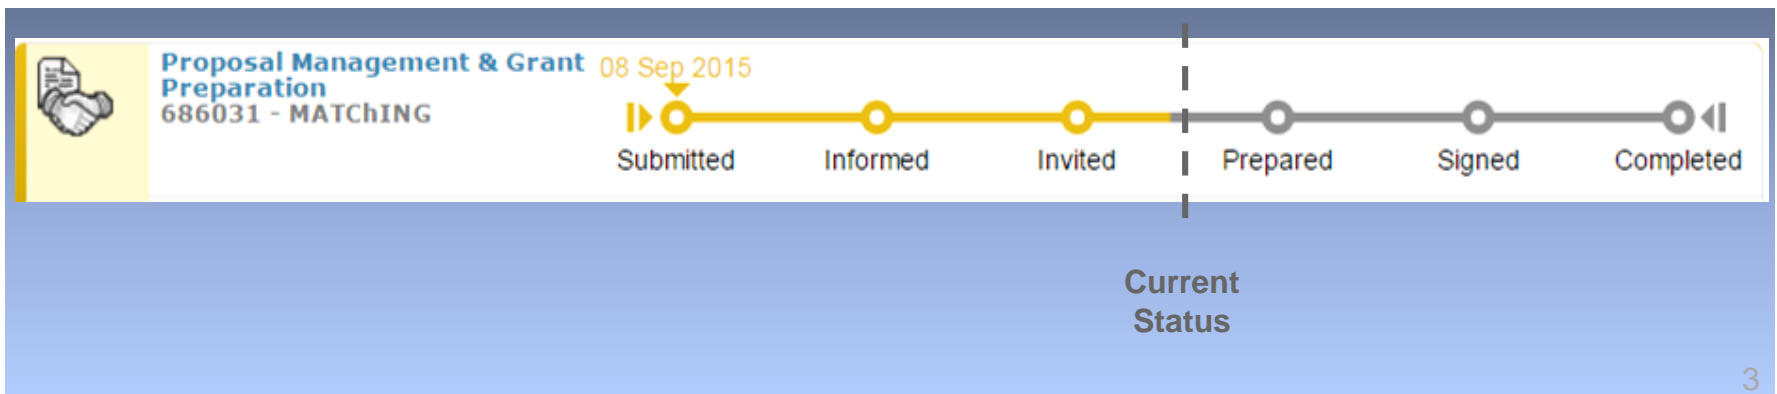 Proposal Management & Grant
Preparation
686031 - MATChING
08 Sep 2015
Submitted
Informed
Invited
Prepared
Signed
Completed
Current
Status
3